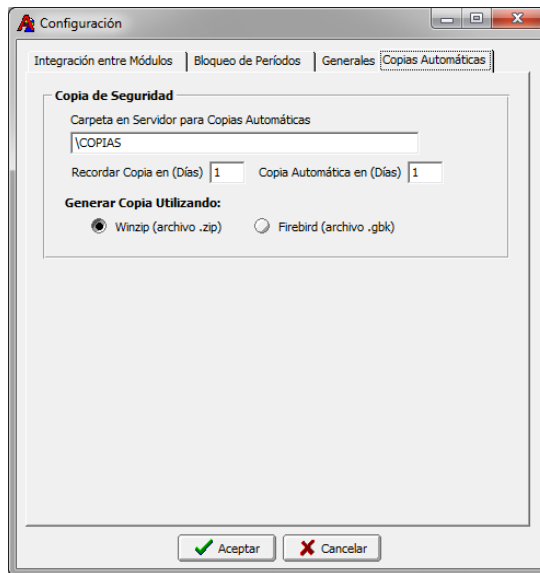 Configuración
Integración entre Módulos | Bloqueo de Períodos | Generales Copias Automáticas
Copia de Seguridad
Carpeta en Servidor para Copias Automáticas
\COPIAS
Recordar Copia en (Días) 1 Copia Automática en (Días) 1
Generar Copia Utilizando:
Winzip (archivo .zip) Firebird (archivo .gbk)
Aceptar Cancelar